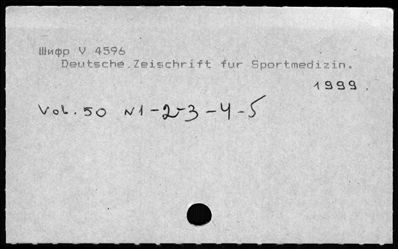 Шифр V 4596
Deutsche Zeischrift fur Sportmedizin.
1999.
Vol. 50 N1-2-3-4-5